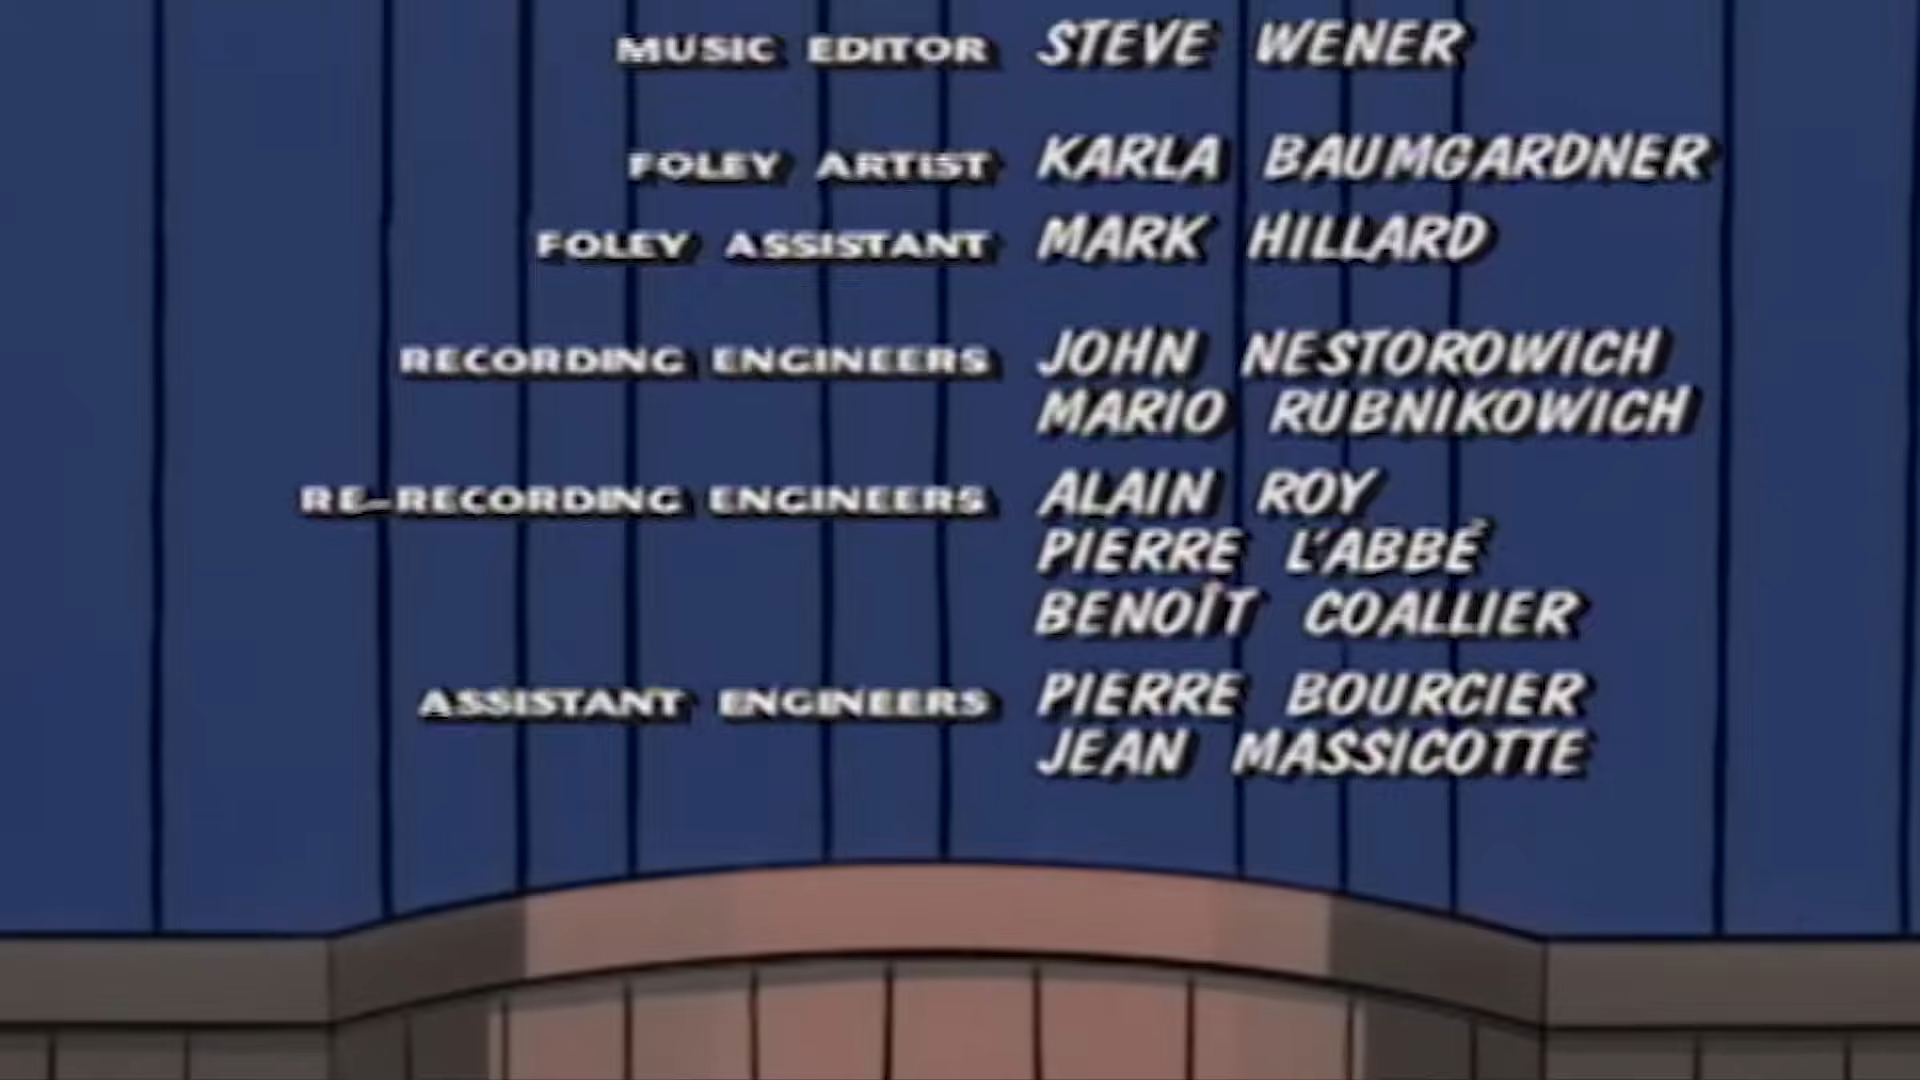 MUSIC EDITOR STEVE WENER
FOLEY ARTIST KARLA BAUMGARDNER
FOLEY ASSISTANT MARK HILLARD
RECORDING ENGINEERS JOHN NESTOROWICH
MARIO RUBNIKOWICH
RE-RECORDING ENGINEERS ALAIN ROY
PIERRE L'ABBÉ
BENOÎT COALLIER
ASSISTANT ENGINEERS PIERRE BOURCIER
JEAN MASSICOTTE